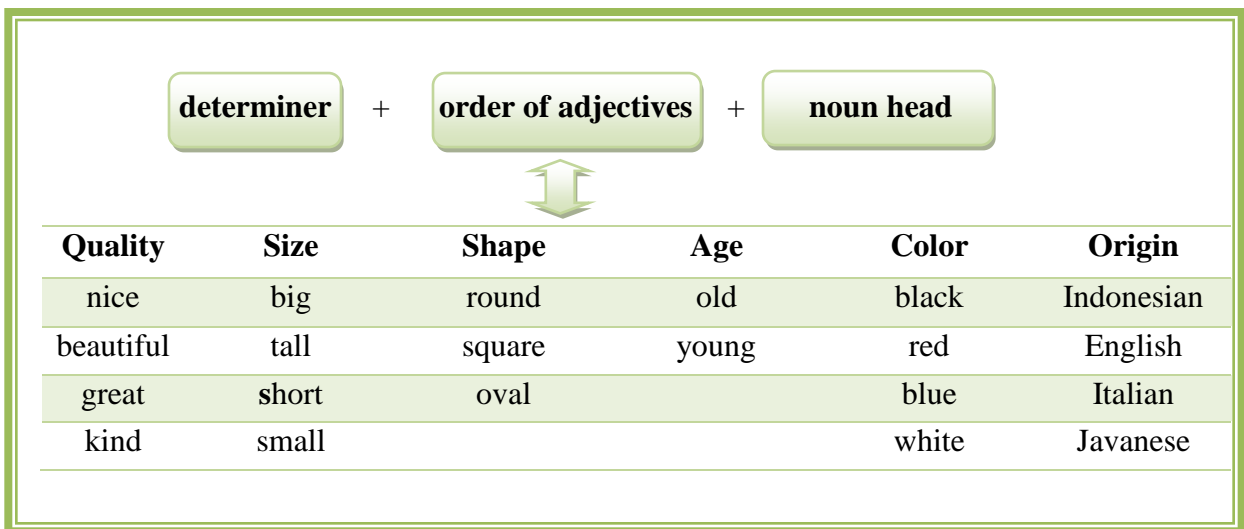 determiner + order of adjectives + noun head
Quality Size Shape Age Color Origin
nice big round old black Indonesian
beautiful tall square young red English
great short oval blue Italian
kind small white Javanese